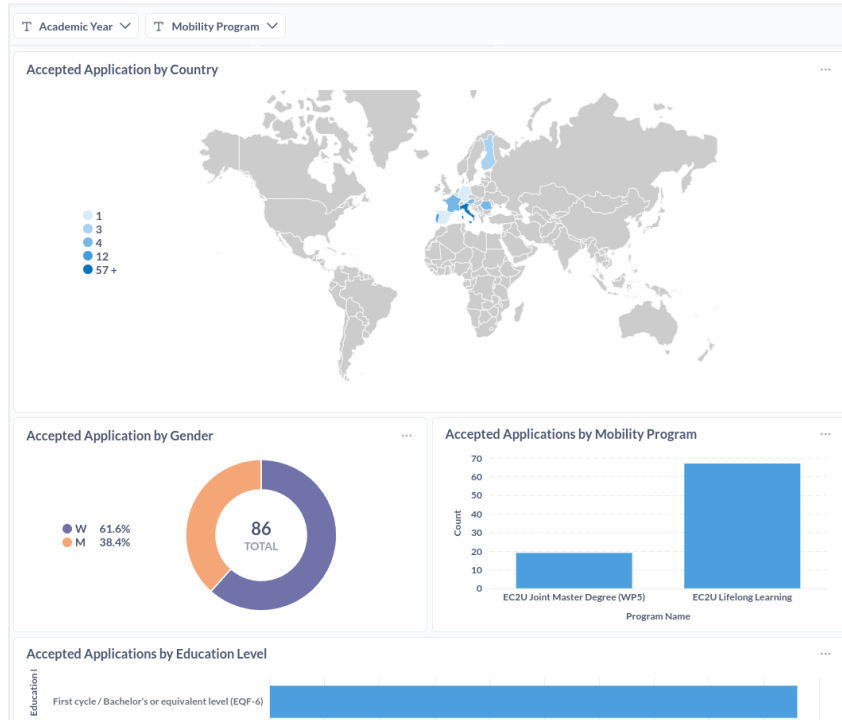 T Academic Year
T Mobility Program
Accepted Application by Country
...
1
3
4
12
57 +
Accepted Application by Gender
...
W 61.6%
M 38.4%
86
TOTAL
Accepted Applications by Mobility Program
...
Count
70
60
50
40
30
20
10
0
EC2U Joint Master Degree (WP5)
EC2U Lifelong Learning
Program Name
Accepted Applications by Education Level
...
Education l
First cycle / Bachelor's or equivalent level (EQF-6)